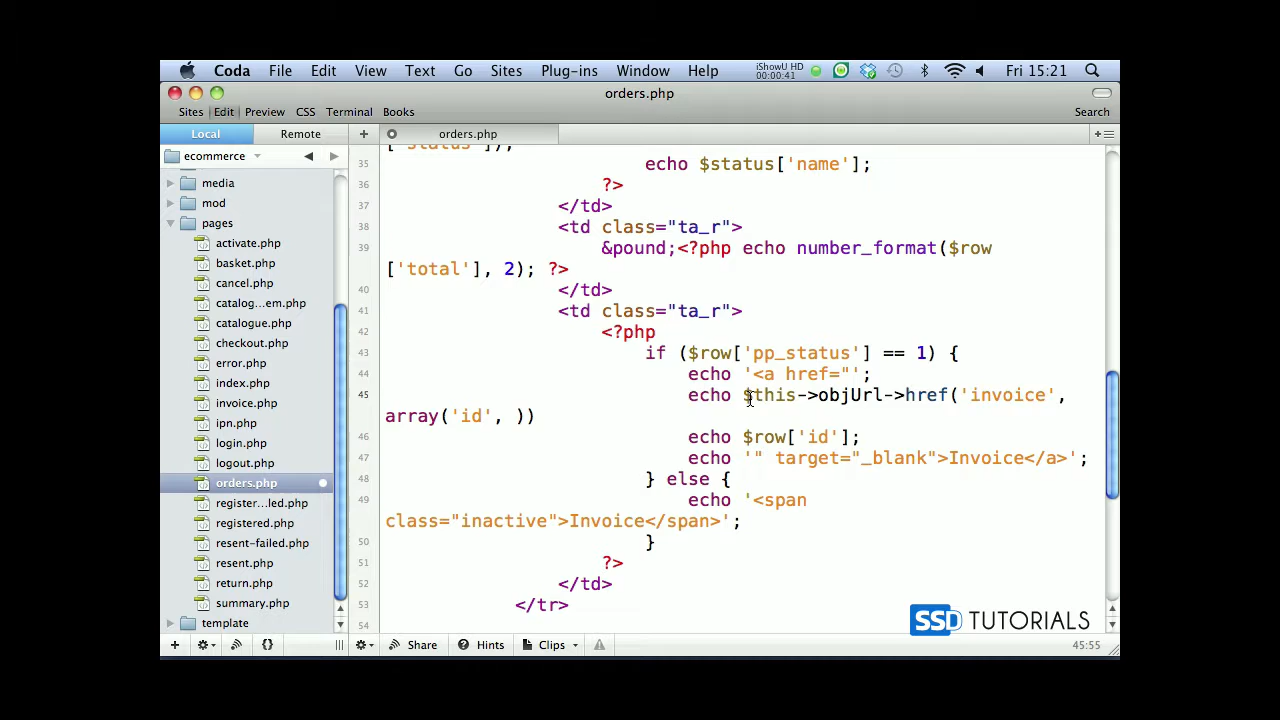 Coda File Edit View Text Go Sites Plug-ins Window Help iShowU HD 00:00:41 Fri 15:21
orders.php
Sites Edit Preview CSS Terminal Books Search
Local Remote orders.php
ecommerce
media
mod
pages
activate.php
basket.php
cancel.php
catalog...em.php
catalogue.php
checkout.php
error.php
index.php
invoice.php
ipn.php
login.php
logout.php
orders.php
register...led.php
registered.php
resent-failed.php
resent.php
return.php
summary.php
template
['status']);
35 echo $status['name'];
36 ?>
37 </td>
38 <td class="ta_r">
39 &pound;<?php echo number_format($row
['total'], 2); ?>
40 </td>
41 <td class="ta_r">
42 <?php
43 if ($row['pp_status'] == 1) {
44 echo '<a href="';
45 echo $this->objUrl->href('invoice',
array('id', ))
46 echo $row['id'];
47 echo '" target="_blank">Invoice</a>';
48 } else {
49 echo '<span
class="inactive">Invoice</span>';
50 }
51 ?>
52 </td>
53 </tr>
54
SSD TUTORIALS
Share Hints Clips 45:55